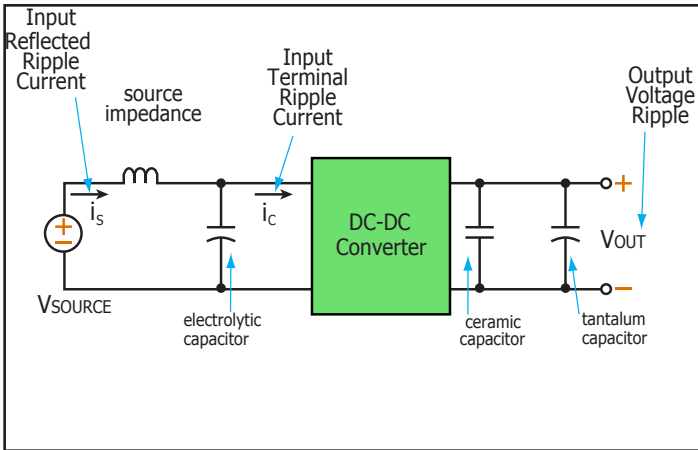 Input
Reflected
Ripple
Current
source
impedance
Input
Terminal
Ripple
Current
Output
Voltage
Ripple
iS
iC
DC-DC
Converter
+
−
+
VOUT
−
VSOURCE
electrolytic
capacitor
ceramic
capacitor
tantalum
capacitor